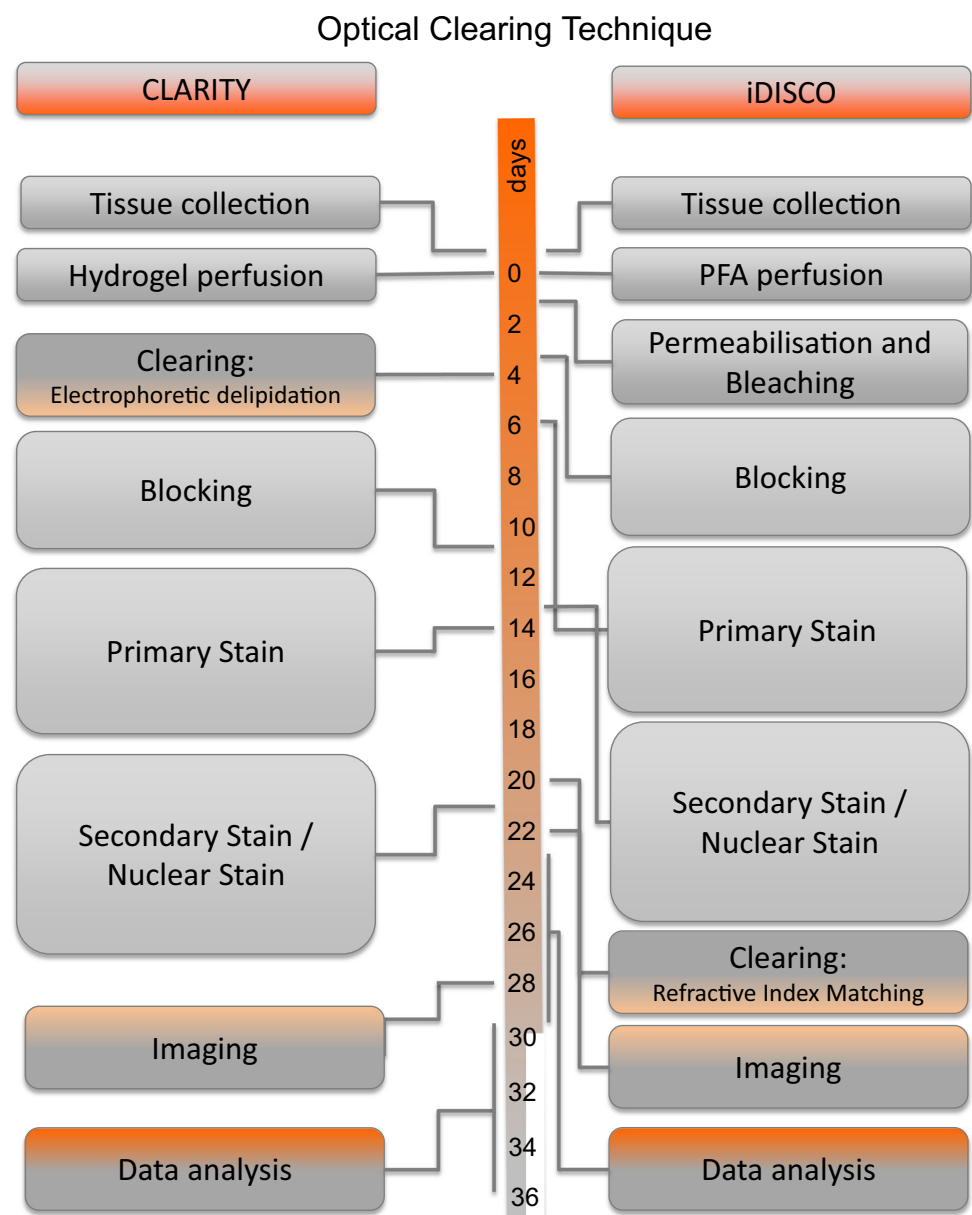 Optical Clearing Technique
CLARITY
Tissue collection
Hydrogel perfusion
Clearing:
Electrophoretic delipidation
Blocking
Primary Stain
Secondary Stain /
Nuclear Stain
Imaging
Data analysis
days
0
2
4
6
8
10
12
14
16
18
20
22
24
26
28
30
32
34
36
iDISCO
Tissue collection
PFA perfusion
Permeabilisation and
Bleaching
Blocking
Primary Stain
Secondary Stain /
Nuclear Stain
Clearing:
Refractive Index Matching
Imaging
Data analysis